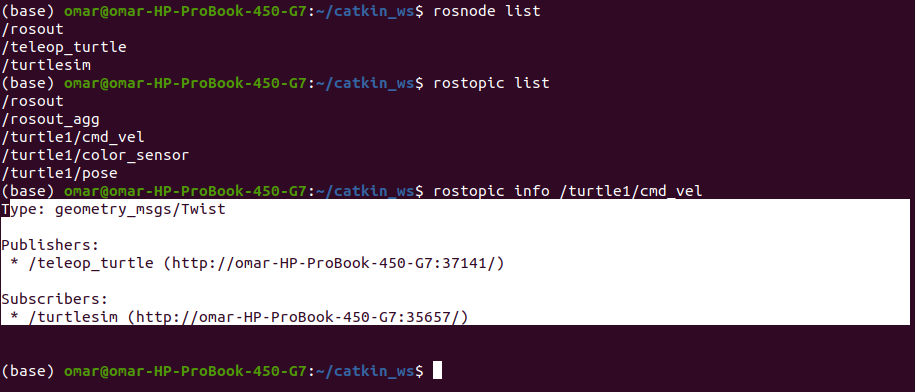 (base) omar@omar-HP-ProBook-450-G7:~/catkin_ws$ rosnode list
/rosout
/teleop_turtle
/turtlesim
(base) omar@omar-HP-ProBook-450-G7:~/catkin_ws$ rostopic list
/rosout
/rosout_agg
/turtle1/cmd_vel
/turtle1/color_sensor
/turtle1/pose
(base) omar@omar-HP-ProBook-450-G7:~/catkin_ws$ rostopic info /turtle1/cmd_vel
Type: geometry_msgs/Twist

Publishers:
 * /teleop_turtle (http://omar-HP-ProBook-450-G7:37141/)

Subscribers:
 * /turtlesim (http://omar-HP-ProBook-450-G7:35657/)

(base) omar@omar-HP-ProBook-450-G7:~/catkin_ws$